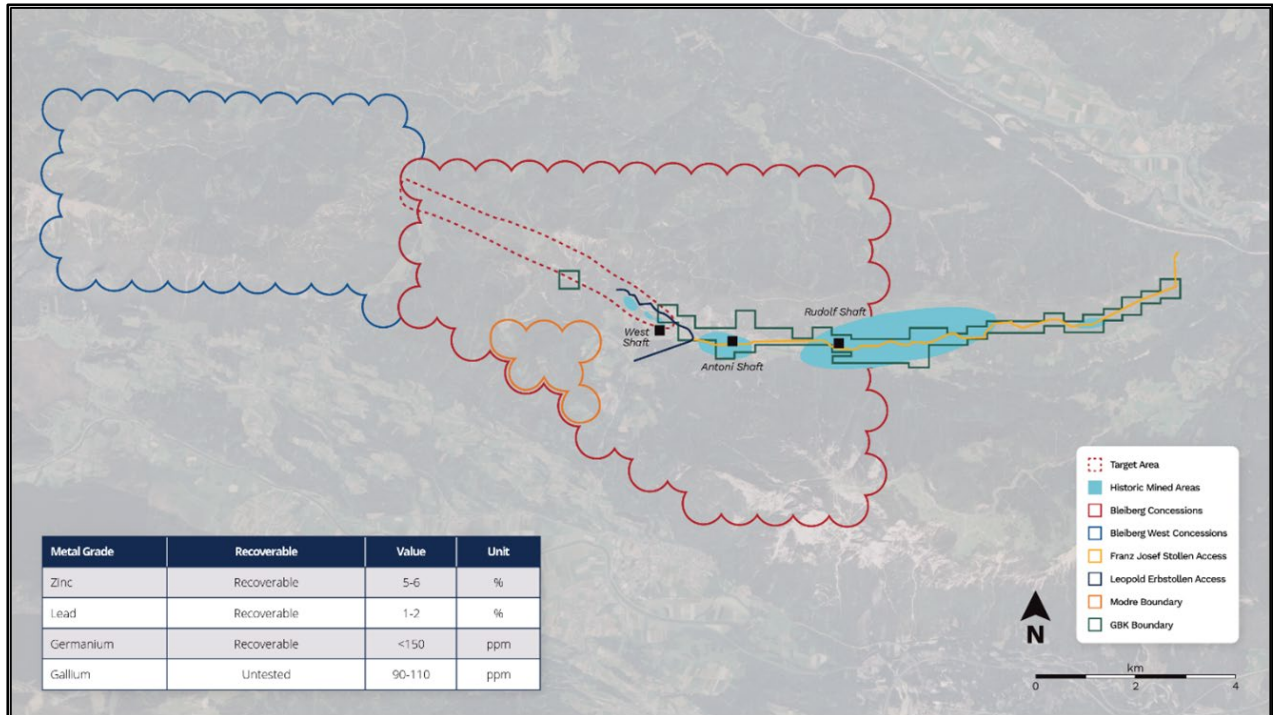 Rudolf Shaft
West
Shaft
Antoni Shaft
Target Area
Historic Mined Areas
Bleiberg Concessions
Bleiberg West Concessions
Franz Josef Stollen Access
Leopold Erbstollen Access
Modre Boundary
GBK Boundary
Metal Grade Recoverable Value Unit
Zinc Recoverable 5-6 %
Lead Recoverable 1-2 %
Germanium Recoverable <150 ppm
Gallium Untested 90-110 ppm
N
km
0 2 4